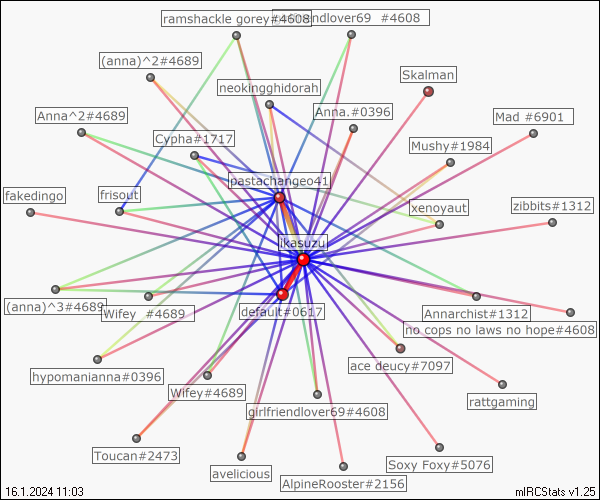 ramshackle gorey#4608
friendlover69 #4608
(anna)^2#4689
neokingghidorah
Skalman
Anna^2#4689
Anna.#0396
Mad #6901
Cypha#1717
Mushy#1984
pastachangeo41
fakedingo
frisout
xenoyaut
zibbits#1312
ikasuzu
(anna)^3#4689
Wifey #4689
default#0617
Annarchist#1312
no cops no laws no hope#4608
hypomanianna#0396
ace deucy#7097
Wifey#4689
girlfriendlover69#4608
rattgaming
Toucan#2473
avelicious
AlpineRooster#2156
Soxy Foxy#5076
16.1.2024 11:03
mIRCStats v1.25